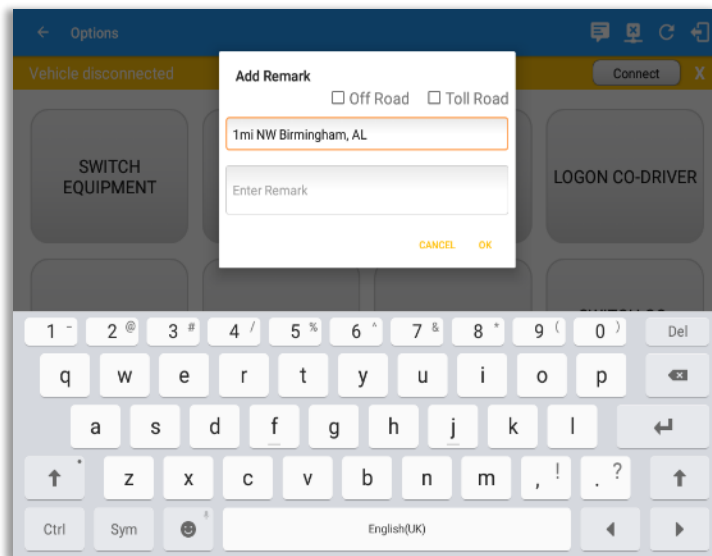 Options
Vehicle disconnected
Connect X
Add Remark
Off Road Toll Road
1mi NW Birmingham, AL
Enter Remark
CANCEL OK
SWITCH
EQUIPMENT
LOGON CO-DRIVER
1 - 2 @ 3 # 4 / 5 % 6 ^ 7 & 8 * 9 ( 0 ) Del
q w e r t y u i o p
a s d f g h j k l
z x c v b n m , ! . ?
Ctrl Sym English(UK)